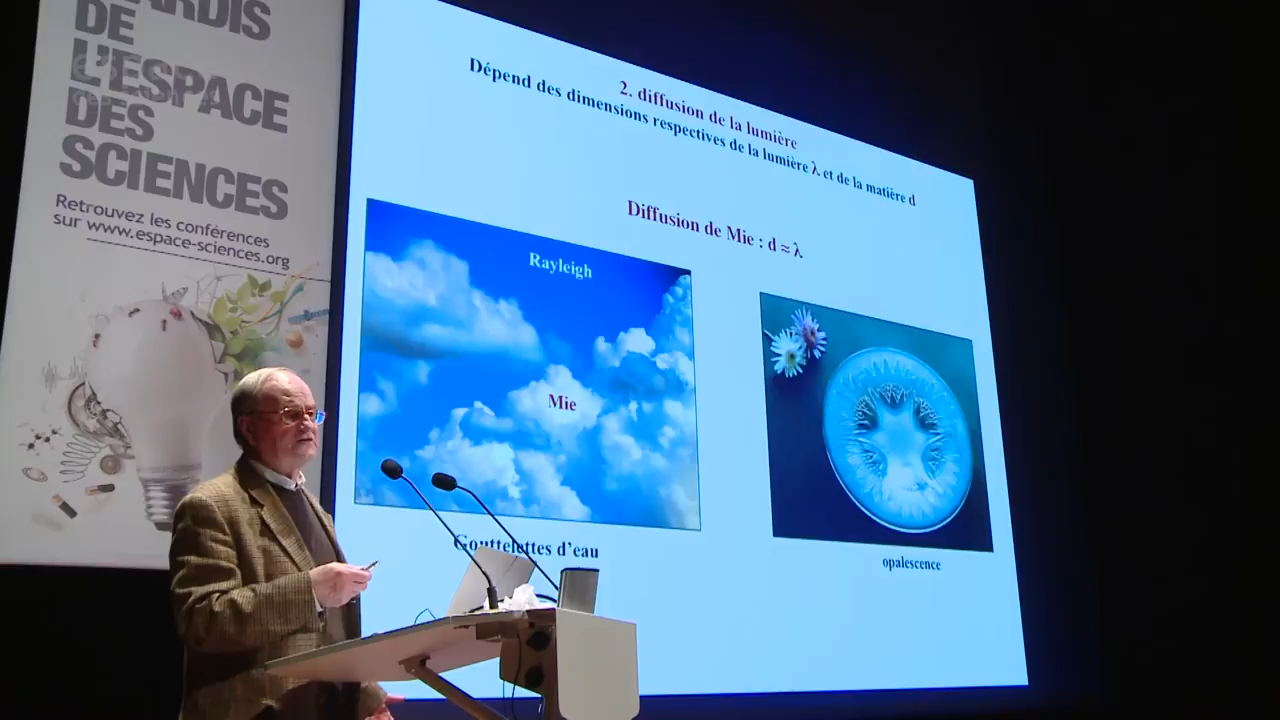 DE
L'ESPACE
DES
SCIENCES
Retrouvez les conférences
sur www.espace-sciences.org
2. diffusion de la lumière
Dépend des dimensions respectives de la lumière λ et de la matière d
Diffusion de Mie : d ≈ λ
Rayleigh
Mie
Gouttelettes d'eau
opalescence